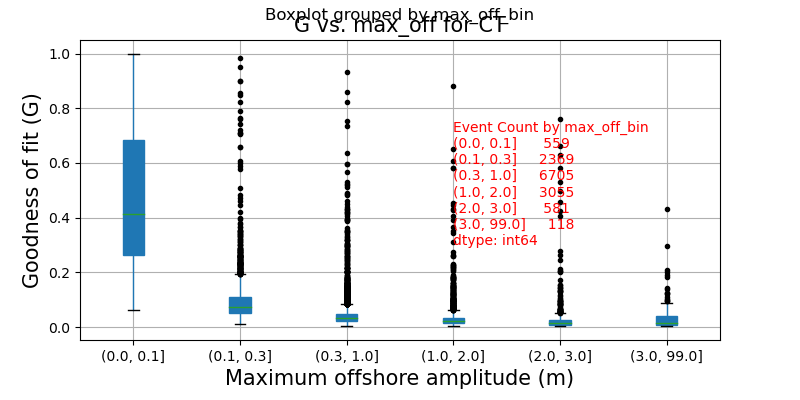 Boxplot grouped by max_off_bin
G vs. max_off for CT
Goodness of fit (G)
1.0
0.8
0.6
0.4
0.2
0.0
Event Count by max_off_bin
(0.0, 0.1] 559
(0.1, 0.3] 2369
(0.3, 1.0] 6705
(1.0, 2.0] 3055
(2.0, 3.0] 581
(3.0, 99.0] 118
dtype: int64
(0.0, 0.1]
(0.1, 0.3]
(0.3, 1.0]
(1.0, 2.0]
(2.0, 3.0]
(3.0, 99.0]
Maximum offshore amplitude (m)